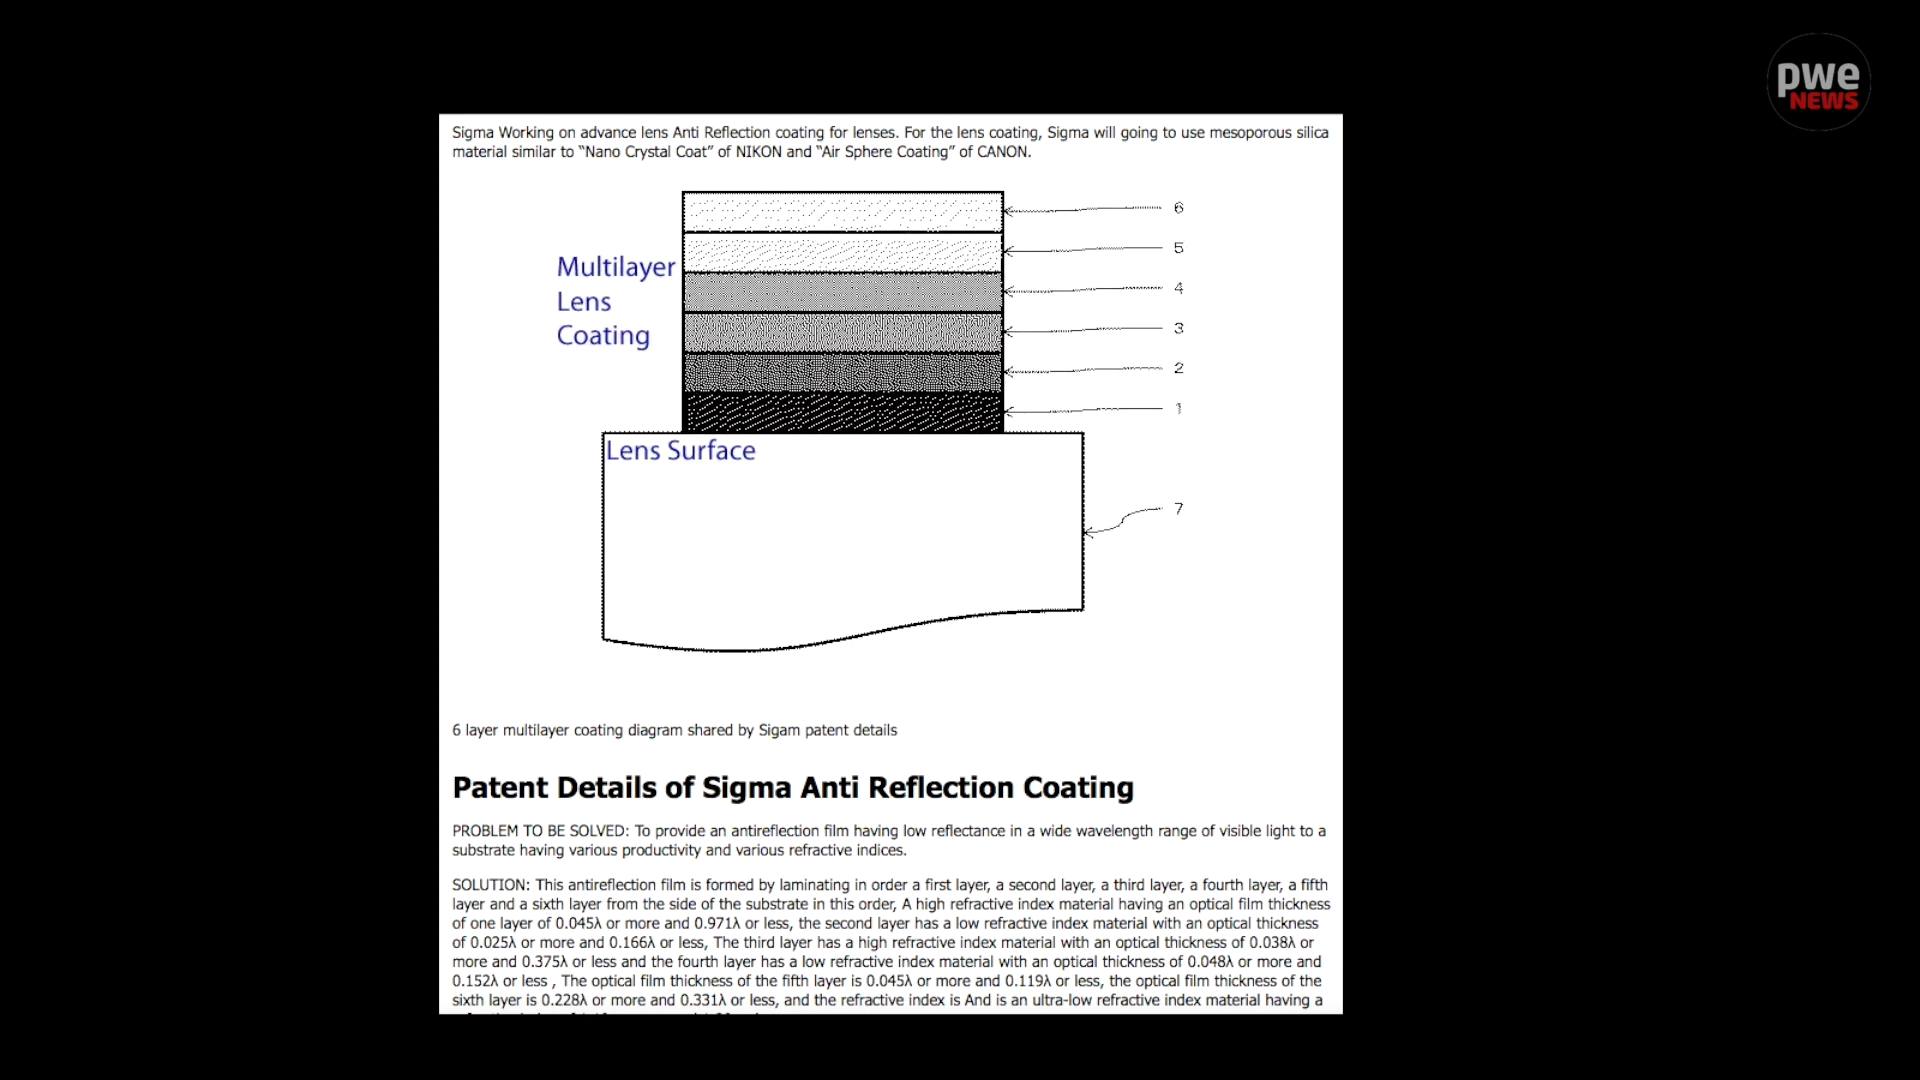 pwe
NEWS
Sigma Working on advance lens Anti Reflection coating for lenses. For the lens coating, Sigma will going to use mesoporous silica
material similar to “Nano Crystal Coat” of NIKON and “Air Sphere Coating” of CANON.
6
5
Multilayer
Lens
Coating
4
3
2
1
Lens Surface
7
6 layer multilayer coating diagram shared by Sigam patent details
Patent Details of Sigma Anti Reflection Coating
PROBLEM TO BE SOLVED: To provide an antireflection film having low reflectance in a wide wavelength range of visible light to a
substrate having various productivity and various refractive indices.
SOLUTION: This antireflection film is formed by laminating in order a first layer, a second layer, a third layer, a fourth layer, a fifth
layer and a sixth layer from the side of the substrate in this order, A high refractive index material having an optical film thickness
of one layer of 0.045λ or more and 0.971λ or less, the second layer has a low refractive index material with an optical thickness
of 0.025λ or more and 0.166λ or less, The third layer has a high refractive index material with an optical thickness of 0.038λ or
more and 0.375λ or less and the fourth layer has a low refractive index material with an optical thickness of 0.048λ or more and
0.152λ or less , The optical film thickness of the fifth layer is 0.045λ or more and 0.119λ or less, the optical film thickness of the
sixth layer is 0.228λ or more and 0.331λ or less, and the refractive index is And is an ultra-low refractive index material having a